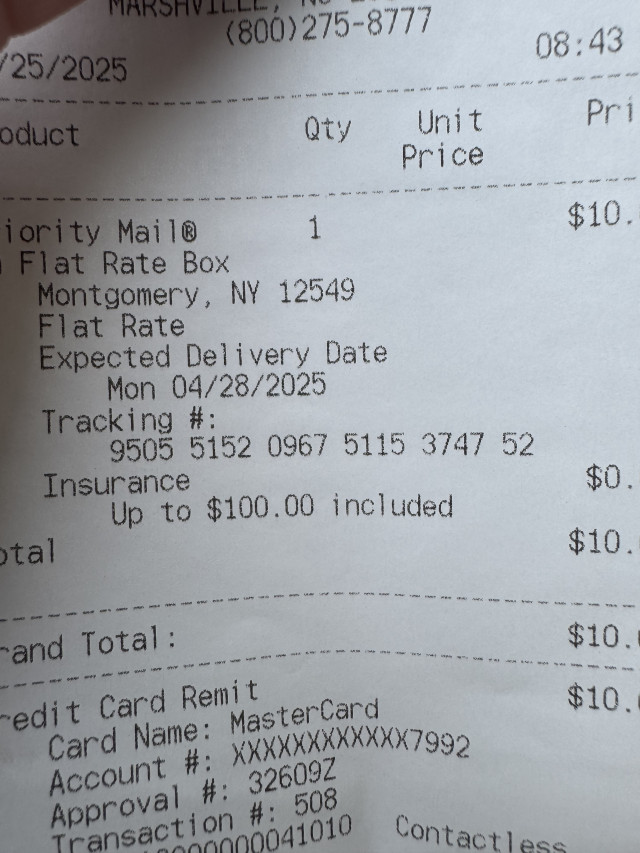 MARSHVILLE, NC
(800)275-8777
/25/2025 08:43
oduct Qty Unit Pri
Price
iority Mail® 1 $10.
Flat Rate Box
Montgomery, NY 12549
Flat Rate
Expected Delivery Date
Mon 04/28/2025
Tracking #:
9505 5152 0967 5115 3747 52
Insurance $0.
Up to $100.00 included
otal $10.
rand Total: $10.
redit Card Remit $10.
Card Name: MasterCard
Account #: XXXXXXXXXXXX7992
Approval #: 32609Z
Transaction #: 508
0000000041010 Contactless